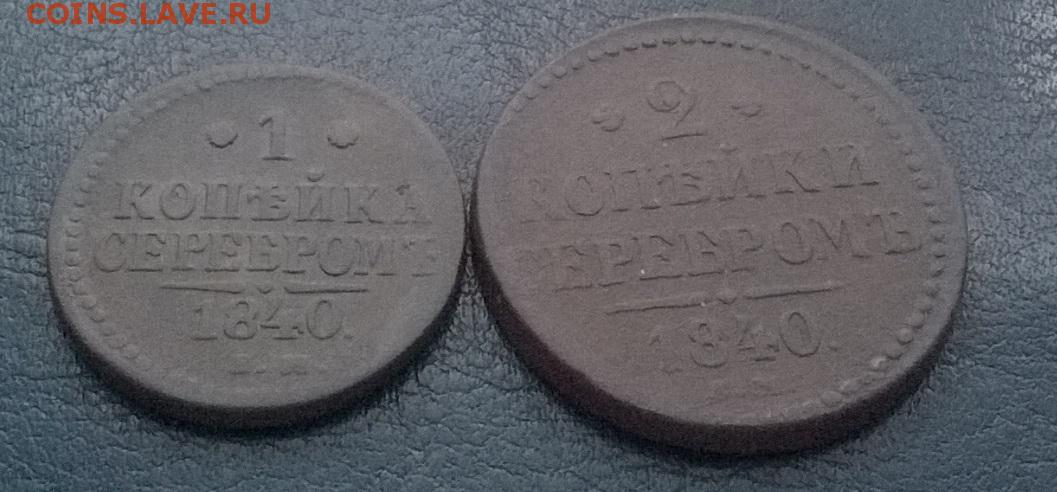 COINS.LAVE.RU
· 1 ·
КОПѢЙКА
СЕРЕБРОМЪ
1840.
· 2 ·
КОПѢЙКИ
СЕРЕБРОМЪ
1840.